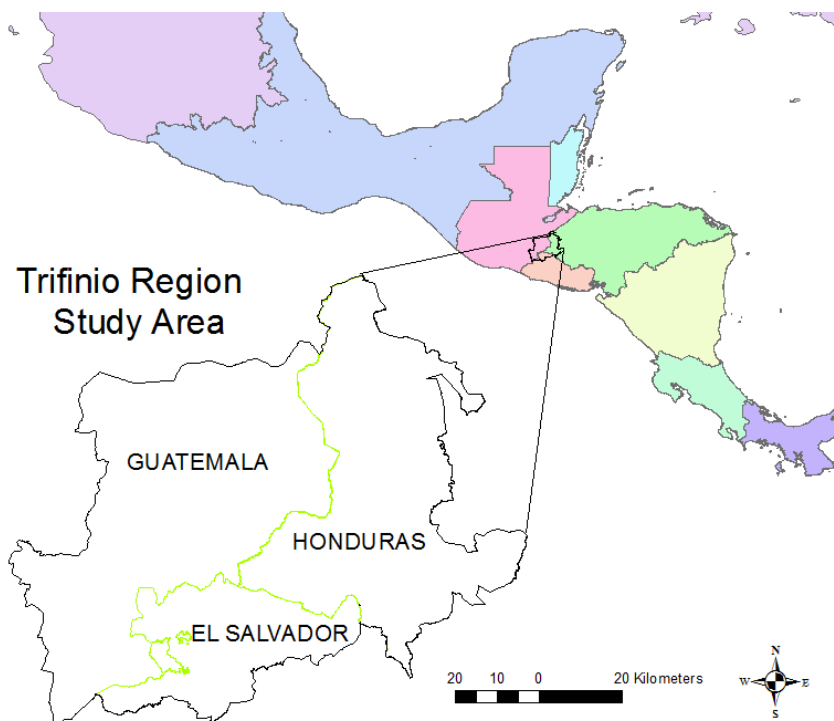 Trifinio Region
Study Area
GUATEMALA
HONDURAS
EL SALVADOR
20 10 0 20 Kilometers
N
W E
S